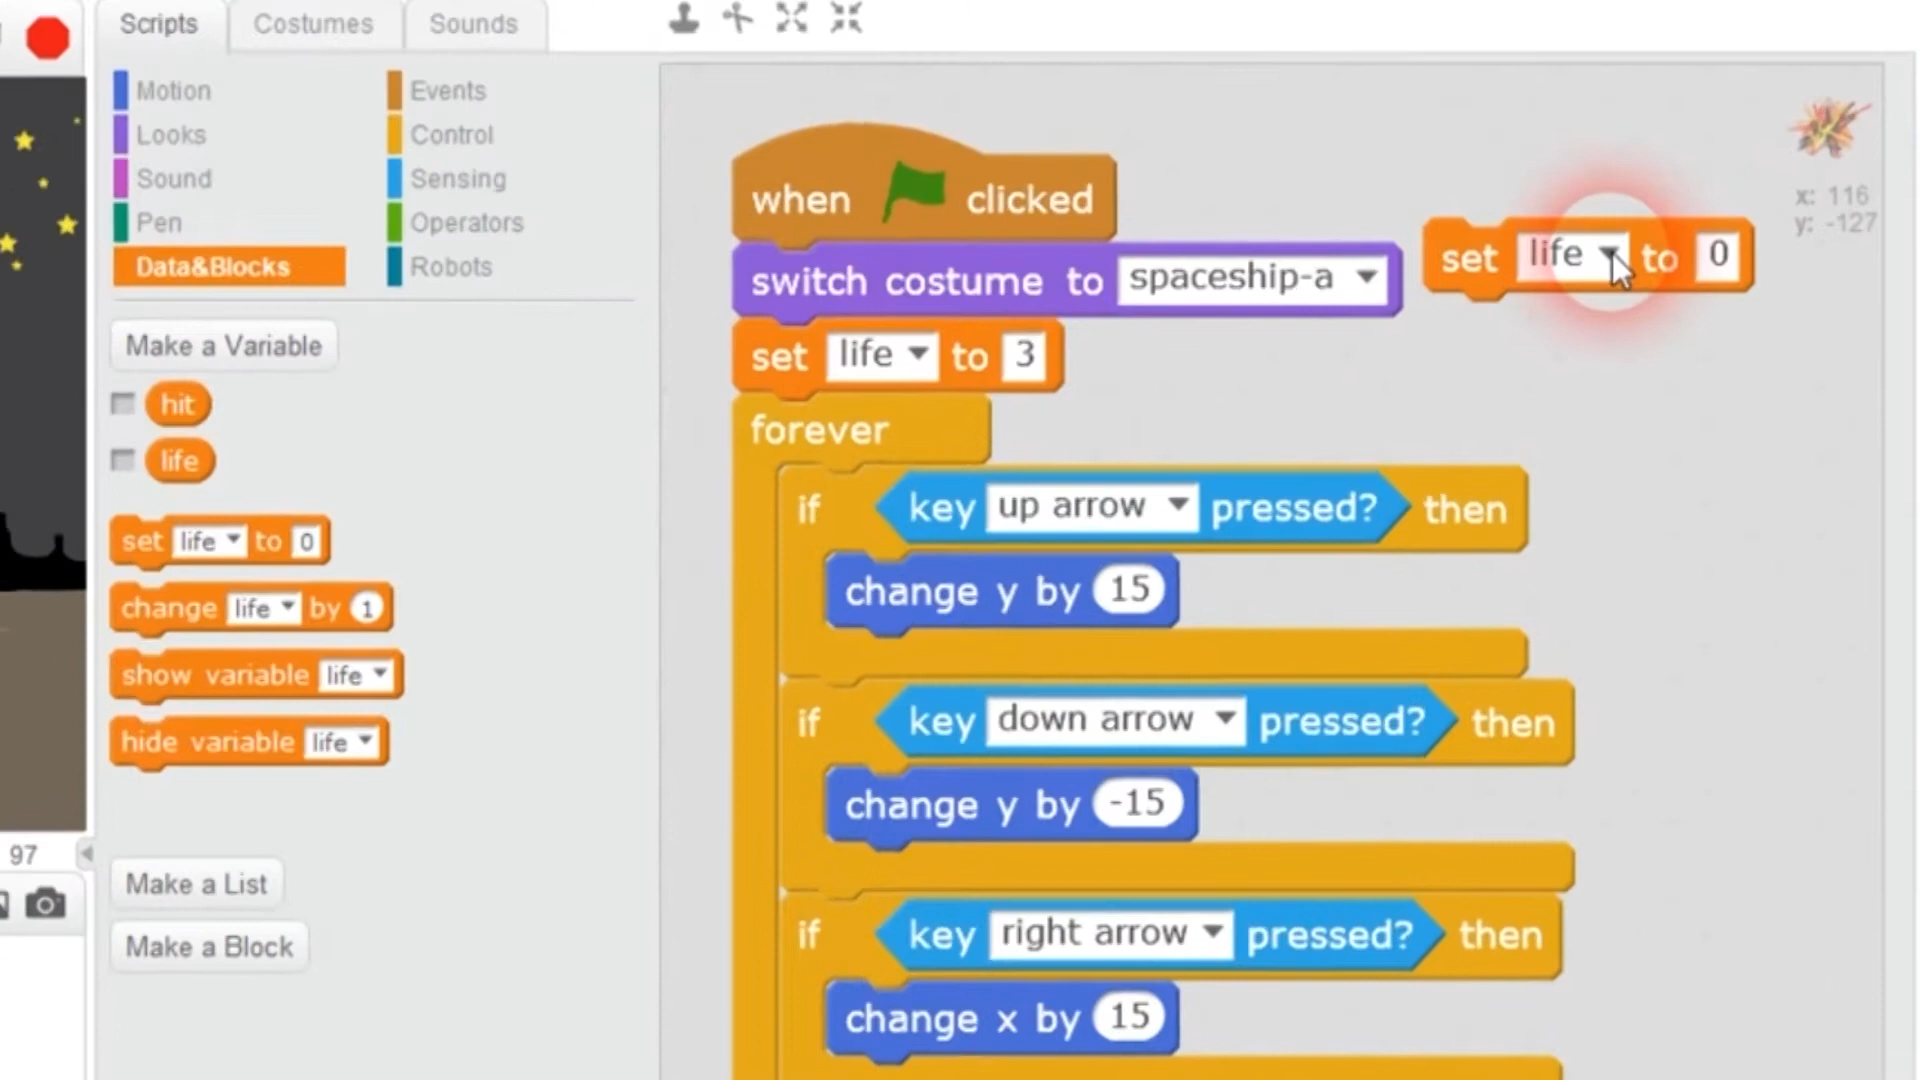 Scripts
Costumes
Sounds
Motion
Looks
Sound
Pen
Data&Blocks
Events
Control
Sensing
Operators
Robots
Make a Variable
hit
life
set life to 0
change life by 1
show variable life
hide variable life
Make a List
Make a Block
97
when clicked
switch costume to spaceship-a
set life to 3
forever
if key up arrow pressed? then
change y by 15
if key down arrow pressed? then
change y by -15
if key right arrow pressed? then
change x by 15
set life to 0
x: 116
y: -127